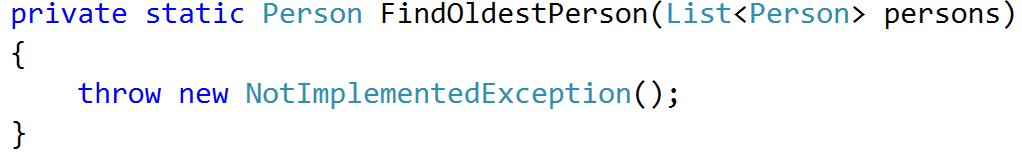 private static Person FindOldestPerson(List<Person> persons)
{
    throw new NotImplementedException();
}